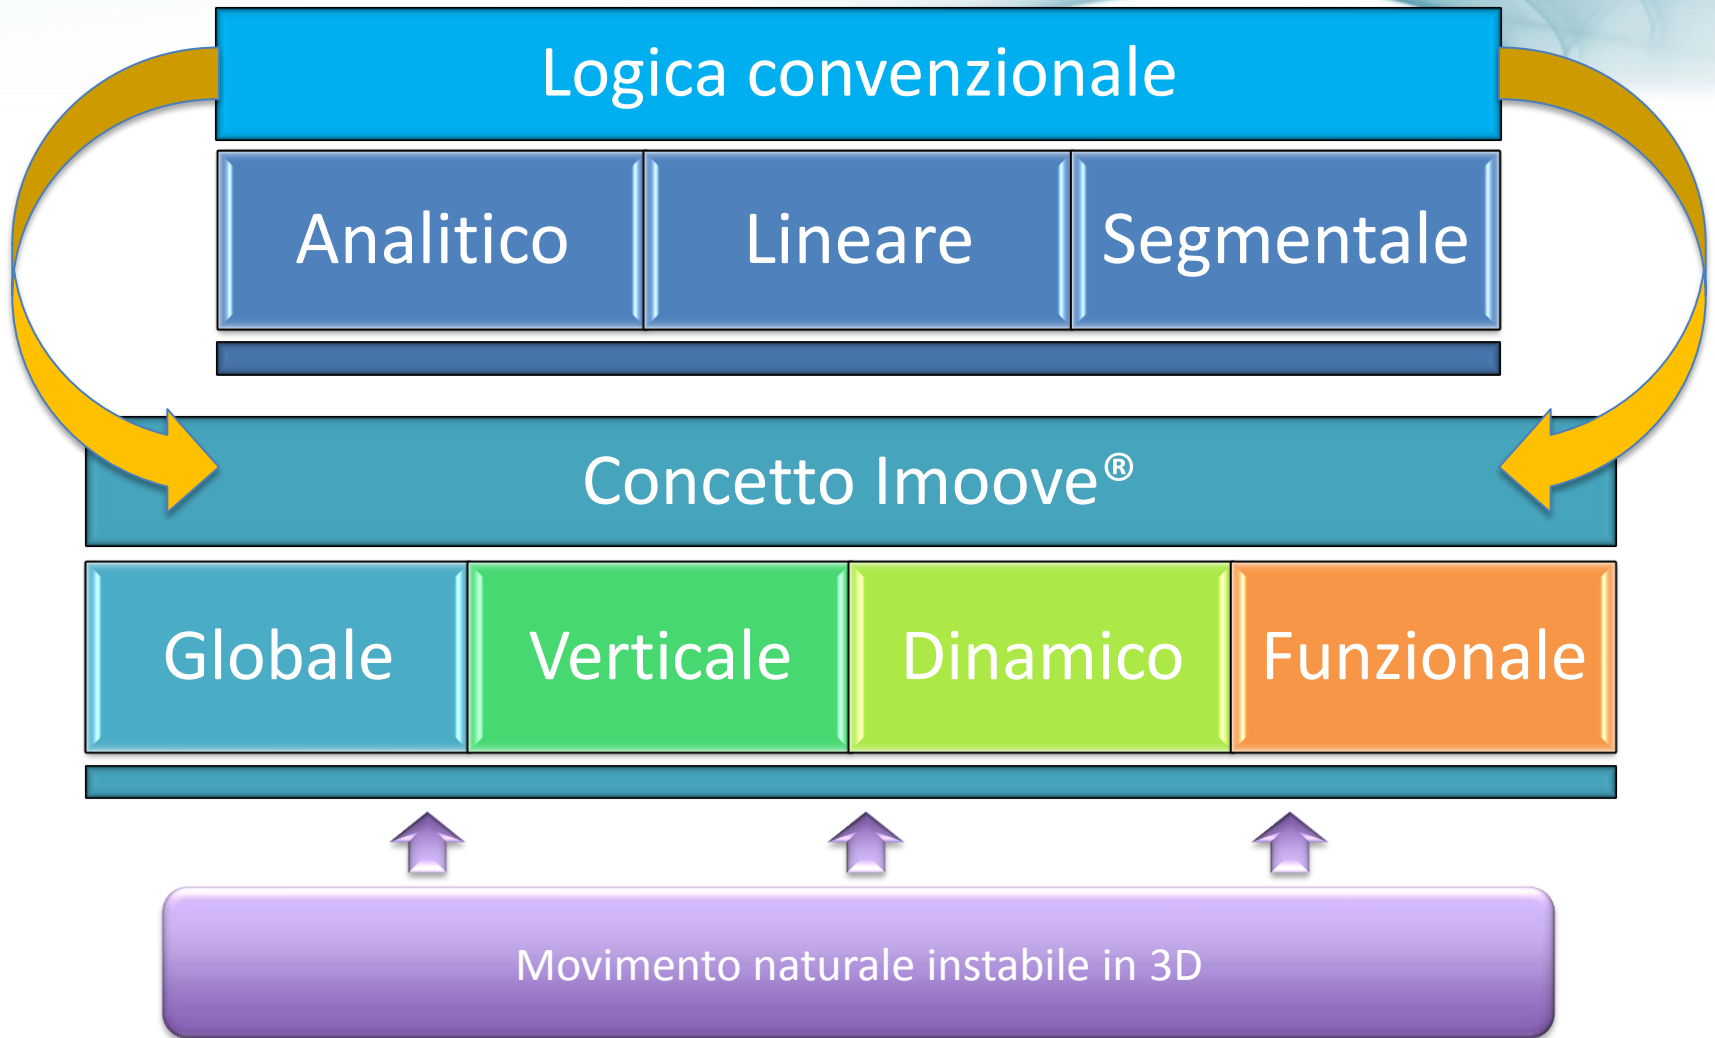 Logica convenzionale
Analitico Lineare Segmentale
Concetto Imoove®
Globale Verticale Dinamico Funzionale
Movimento naturale instabile in 3D